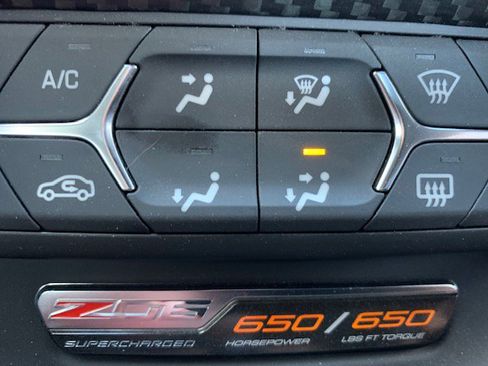 A/C
Z06 650 / 650
SUPERCHARGED HORSEPOWER LBS FT TORQUE